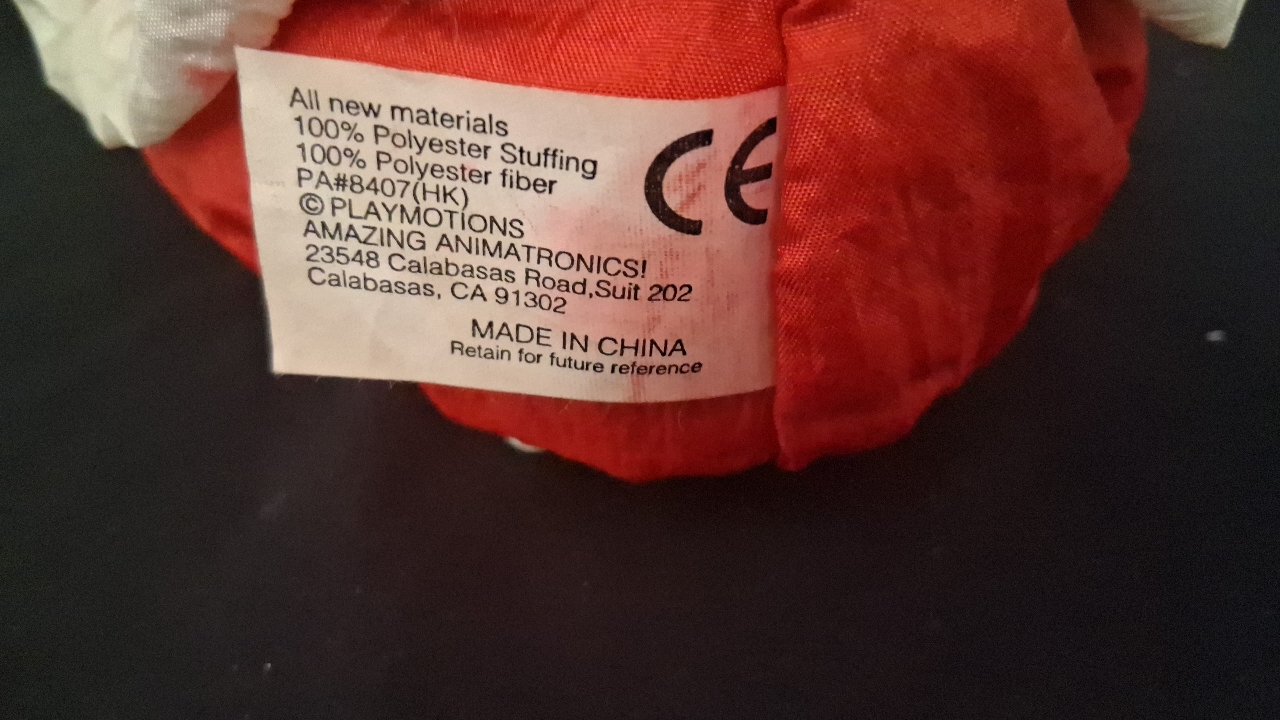 All new materials
100% Polyester Stuffing
100% Polyester fiber
PA#8407(HK)
© PLAYMOTIONS
AMAZING ANIMATRONICS!
23548 Calabasas Road,Suit 202
Calabasas, CA 91302
MADE IN CHINA
Retain for future reference
CE